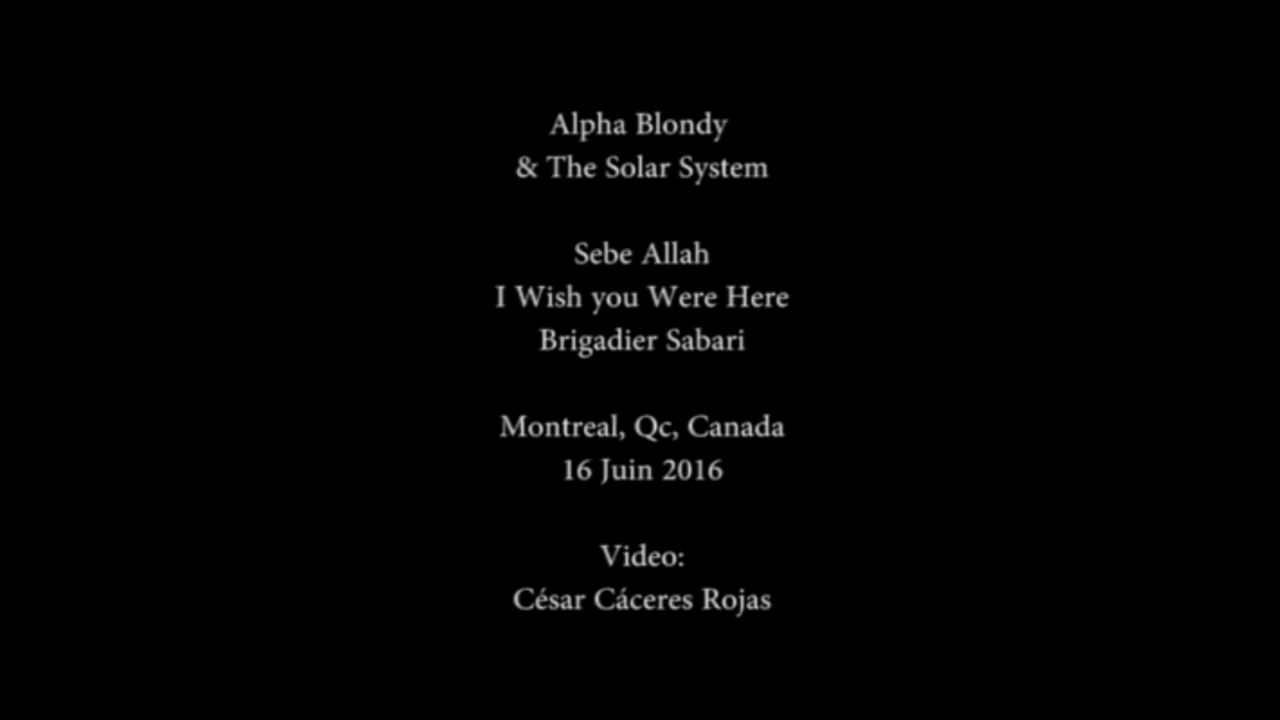 Alpha Blondy
& The Solar System
Sebe Allah
I Wish you Were Here
Brigadier Sabari
Montreal, Qc, Canada
16 Juin 2016
Video:
César Cáceres Rojas